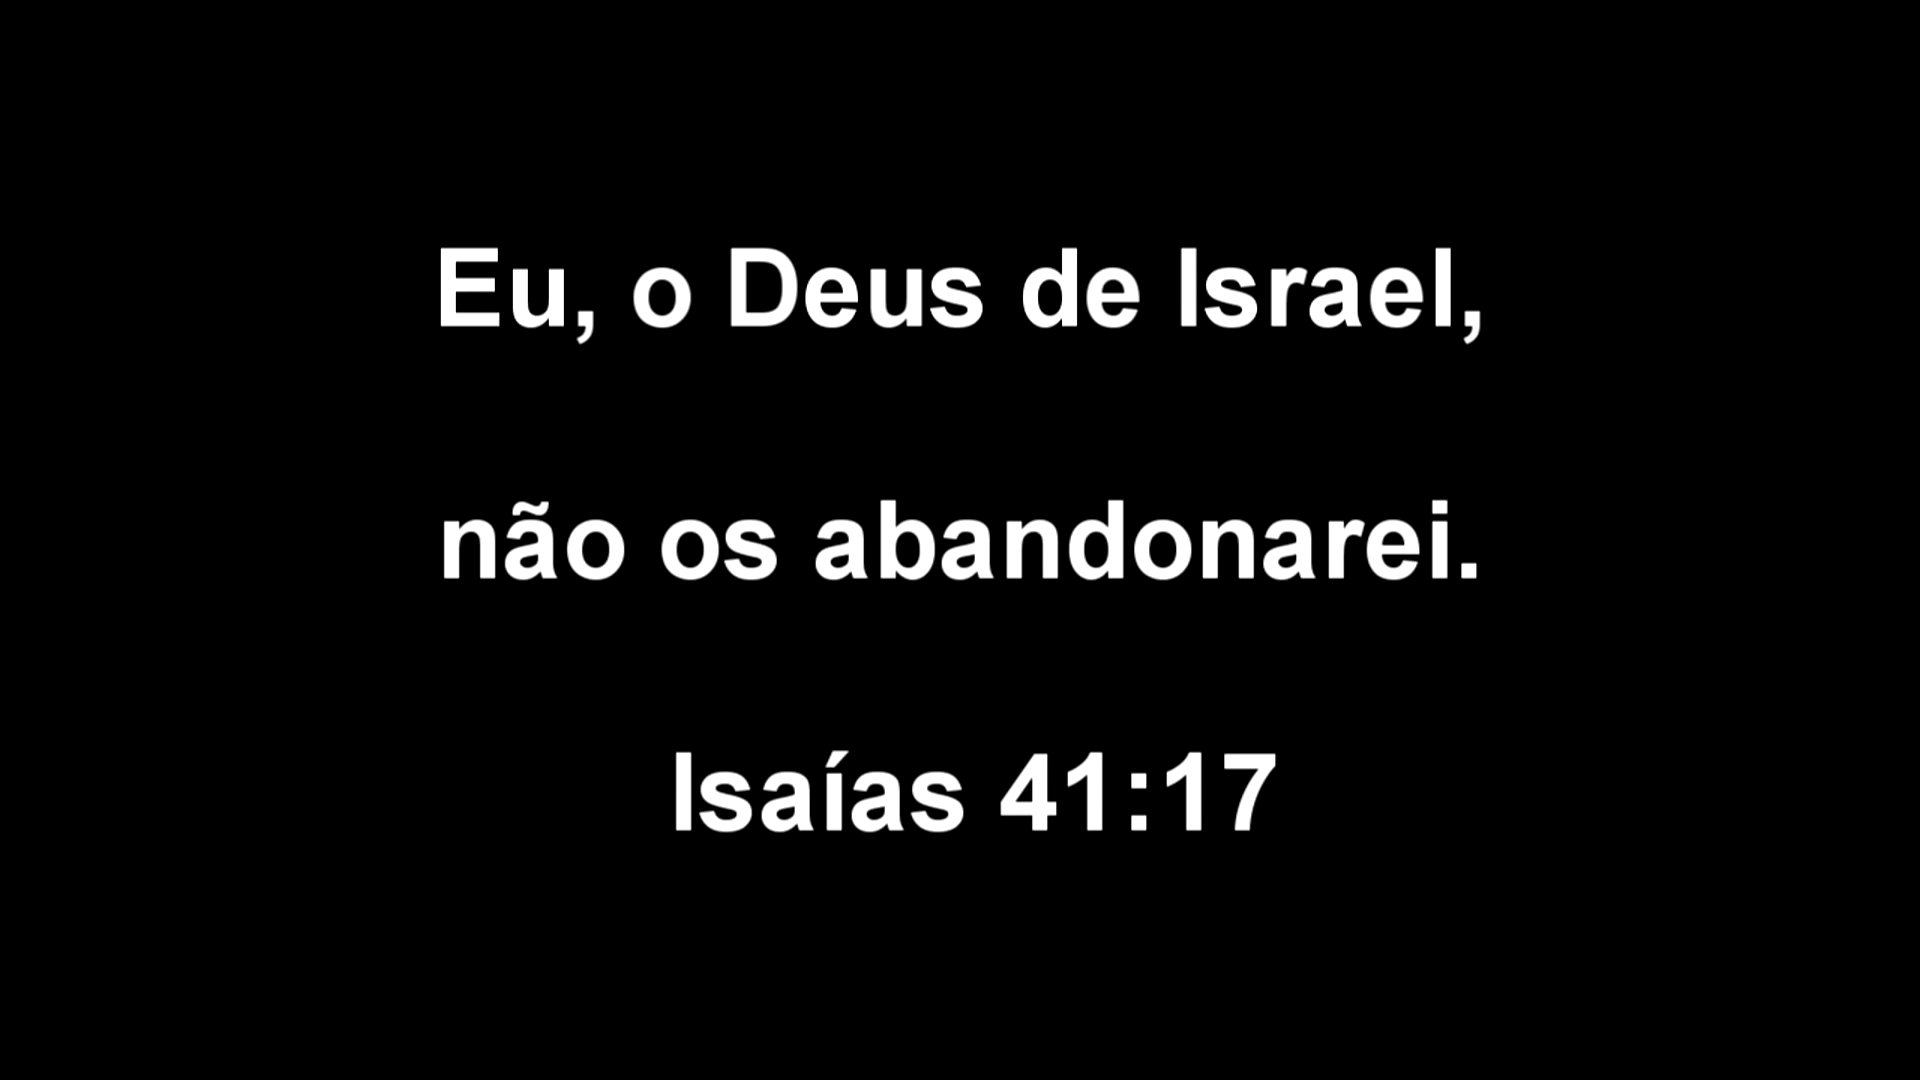 Eu, o Deus de Israel,
não os abandonarei.
Isaías 41:17